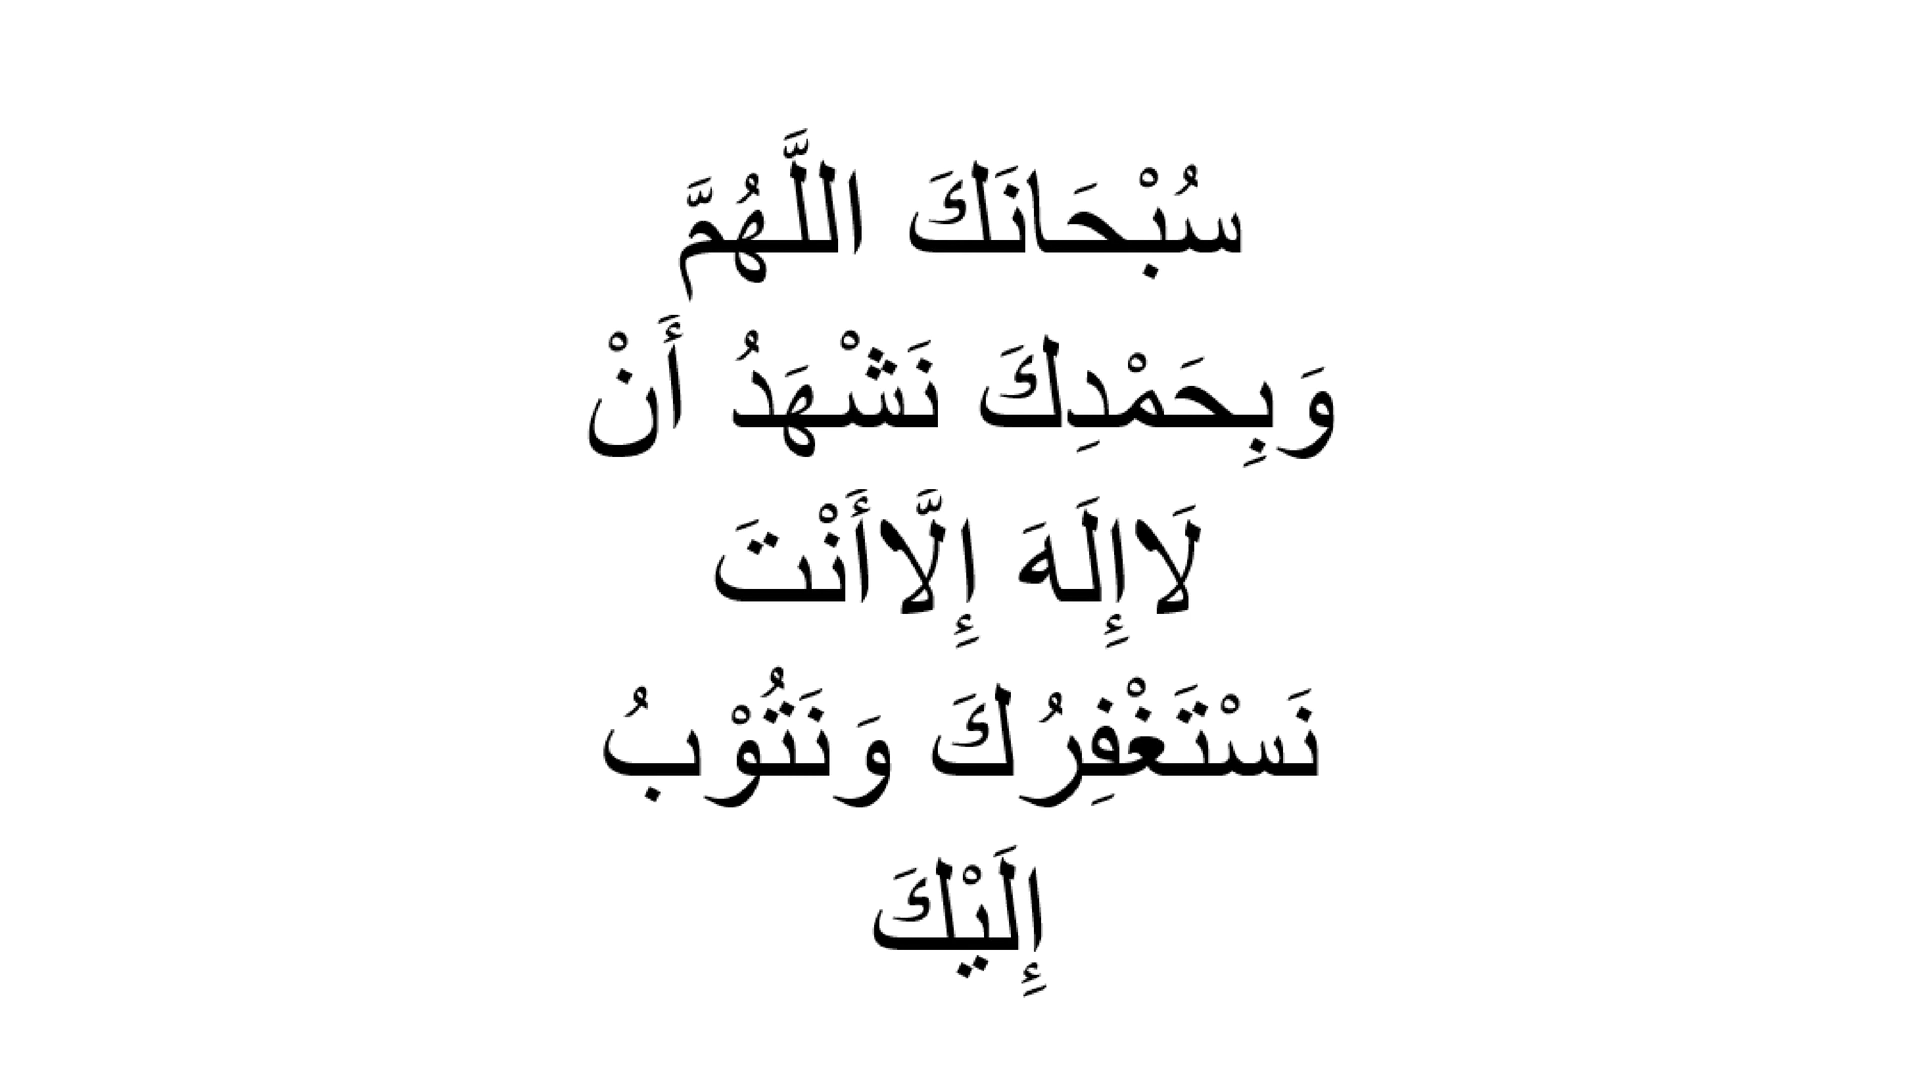 سُبْحَانَكَ اللَّهُمَّ
وَبِحَمْدِكَ نَشْهَدُ أَنْ
لَاإِلَهَ إِلَّاأَنْتَ
نَسْتَغْفِرُكَ وَنَتُوْبُ
إِلَيْكَ